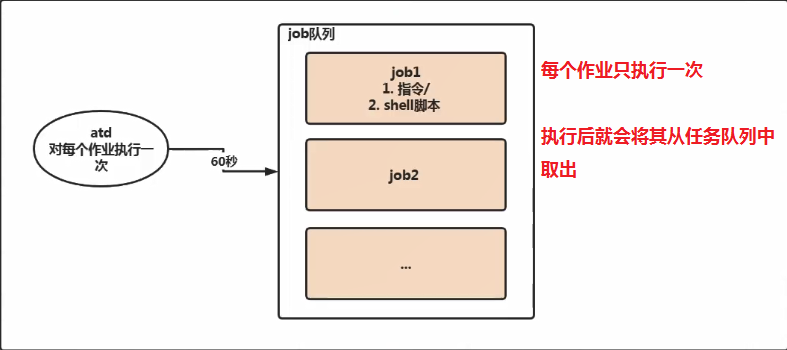 job队列
job1
1. 指令/
2. shell脚本
每个作业只执行一次
atd
对每个作业执行一
次
60秒
执行后就会将其从任务队列中
取出
job2
...